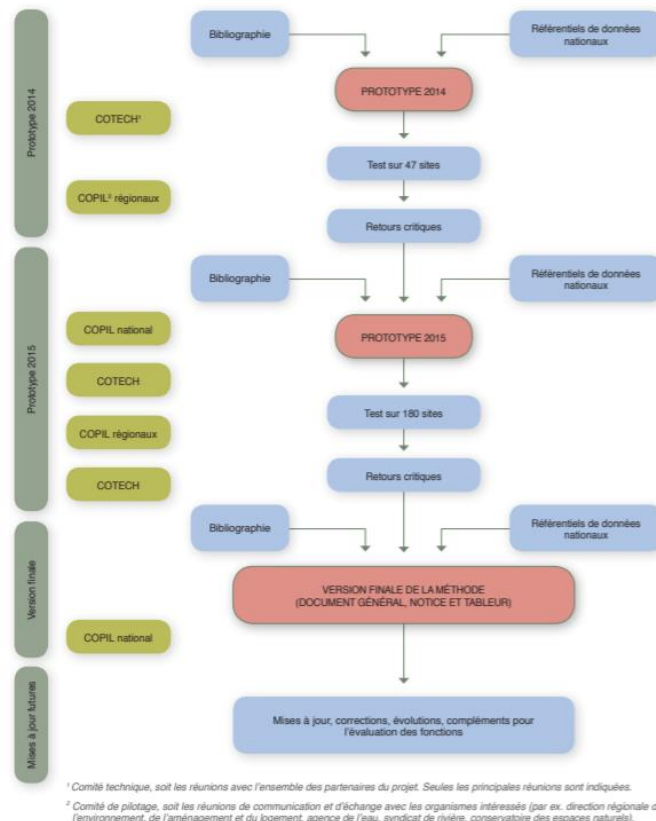 Prototype 2014
Bibliographie
Référentiels de données
nationaux
PROTOTYPE 2014
COTECH¹
Test sur 47 sites
COPIL² régionaux
Retours critiques
Prototype 2015
Bibliographie
Référentiels de données
nationaux
COPIL national
PROTOTYPE 2015
COTECH
Test sur 180 sites
COPIL régionaux
COTECH
Retours critiques
Version finale
Bibliographie
Référentiels de données
nationaux
VERSION FINALE DE LA MÉTHODE
(DOCUMENT GÉNÉRAL, NOTICE ET TABLEUR)
COPIL national
Mises à jour futures
Mises à jour, corrections, évolutions, compléments pour
l'évaluation des fonctions
¹ Comité technique, soit les réunions avec l'ensemble des partenaires du projet. Seules les principales réunions sont indiquées.
² Comité de pilotage, soit les réunions de communication et d'échange avec les organismes intéressés (par ex. direction régionale
l'environnement, de l'aménagement et du logement, agence de l'eau, syndicat de rivière, conservatoire des espaces naturels).